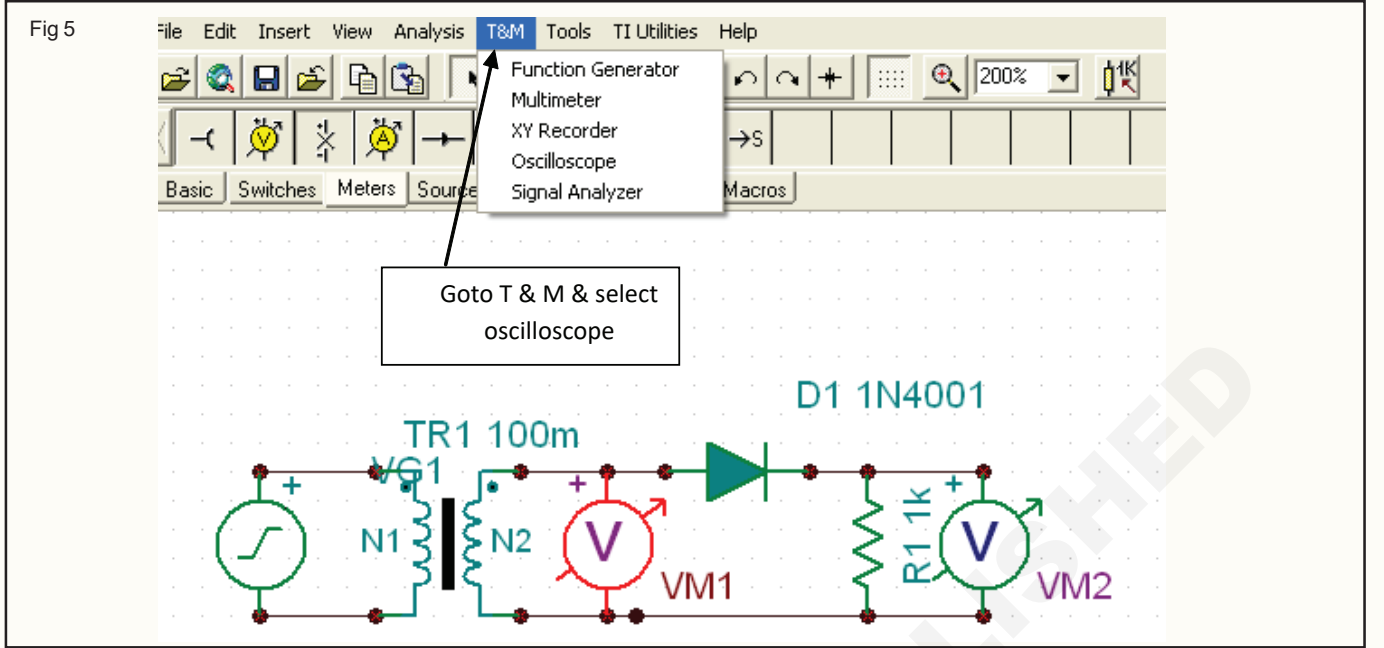 Fig 5
File Edit Insert View Analysis T&M Tools TI Utilities Help
Function Generator
Multimeter
XY Recorder
Oscilloscope
Signal Analyzer
200%
1K
V
A
S
Basic Switches Meters Source Macros
Goto T & M & select
oscilloscope
D1 1N4001
TR1 100m
VG1
+
+
+
N1
N2
V
VM1
R1 1k
V
VM2
LISHED